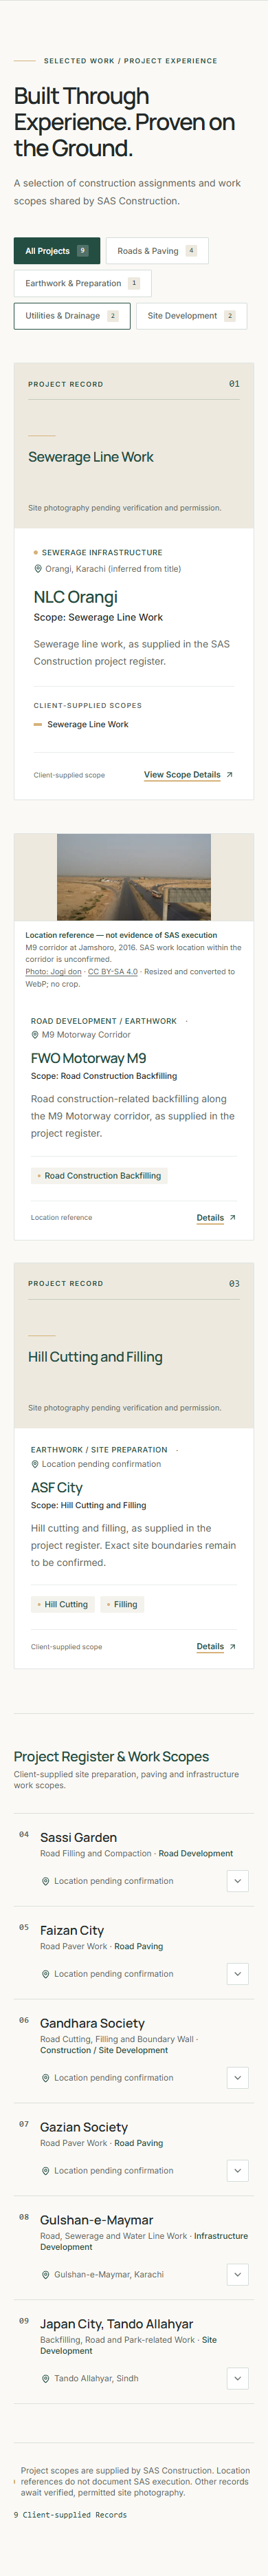 SELECTED WORK / PROJECT EXPERIENCE
Built Through
Experience. Proven on
the Ground.
A selection of construction assignments and work
scopes shared by SAS Construction.
All Projects 9
Roads & Paving 4
Earthwork & Preparation 1
Utilities & Drainage 2
Site Development 2
PROJECT RECORD 01
Sewerage Line Work
Site photography pending verification and permission.
SEWERAGE INFRASTRUCTURE
Orangi, Karachi (inferred from title)
NLC Orangi
Scope: Sewerage Line Work
Sewerage line work, as supplied in the SAS
Construction project register.
CLIENT-SUPPLIED SCOPES
Sewerage Line Work
Client-supplied scope View Scope Details
Location reference — not evidence of SAS execution
M9 corridor at Jamshoro, 2016. SAS work location within the
corridor is unconfirmed.
Photo: Jogi don · CC BY-SA 4.0 · Resized and converted to
WebP; no crop.
ROAD DEVELOPMENT / EARTHWORK ·
M9 Motorway Corridor
FWO Motorway M9
Scope: Road Construction Backfilling
Road construction-related backfilling along
the M9 Motorway corridor, as supplied in the
project register.
Road Construction Backfilling
Location reference Details
PROJECT RECORD 03
Hill Cutting and Filling
Site photography pending verification and permission.
EARTHWORK / SITE PREPARATION ·
Location pending confirmation
ASF City
Scope: Hill Cutting and Filling
Hill cutting and filling, as supplied in the
project register. Exact site boundaries remain
to be confirmed.
Hill Cutting Filling
Client-supplied scope Details
Project Register & Work Scopes
Client-supplied site preparation, paving and infrastructure
work scopes.
04 Sassi Garden
Road Filling and Compaction · Road Development
Location pending confirmation
05 Faizan City
Road Paver Work · Road Paving
Location pending confirmation
06 Gandhara Society
Road Cutting, Filling and Boundary Wall ·
Construction / Site Development
Location pending confirmation
07 Gazian Society
Road Paver Work · Road Paving
Location pending confirmation
08 Gulshan-e-Maymar
Road, Sewerage and Water Line Work · Infrastructure
Development
Gulshan-e-Maymar, Karachi
09 Japan City, Tando Allahyar
Backfilling, Road and Park-related Work · Site
Development
Tando Allahyar, Sindh
Project scopes are supplied by SAS Construction. Location
references do not document SAS execution. Other records
await verified, permitted site photography.
9 Client-supplied Records